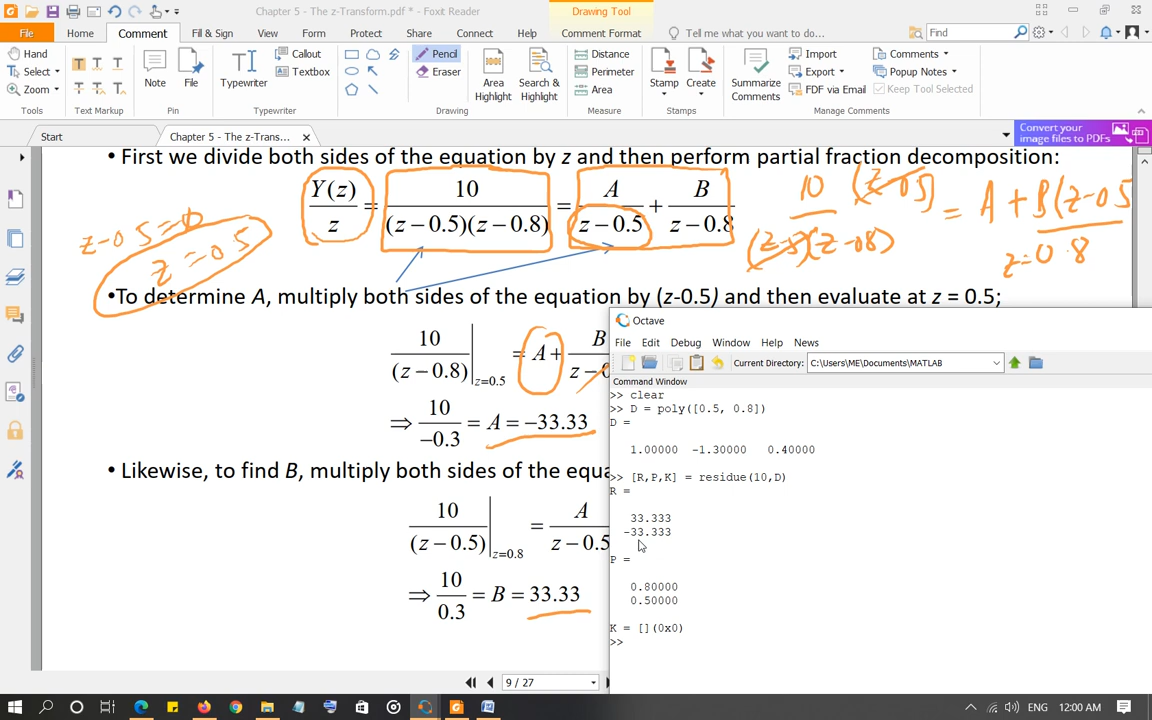 Chapter 5 - The z-Transform.pdf * - Foxit Reader
Drawing Tool
File Home Comment Fill & Sign View Form Protect Share Connect Help Comment Format Tell me what you want to do... Find
Hand
Select
Zoom
Tools
T T T
T T T
Text Markup
Note
File
Pin
Typewriter
Callout
Textbox
Typewriter
Pencil
Eraser
Drawing
Area Highlight
Search & Highlight
Distance
Perimeter
Area
Measure
Stamp
Create
Stamps
Summarize Comments
Import
Export
FDF via Email
Comments
Popup Notes
Keep Tool Selected
Manage Comments
Start
Chapter 5 - The z-Trans...
Convert your
image files to PDFs
• First we divide both sides of the equation by z and then perform partial fraction decomposition:
Y(z)/z = 10/((z−0.5)(z−0.8)) = A/(z−0.5) + B/(z−0.8)
z-0.5=0
z=0.5
10 (z-0.5)
= A + B(z-0.5
(z-0.8)
z=0.8
•To determine A, multiply both sides of the equation by (z-0.5) and then evaluate at z = 0.5;
10/(z−0.8)|z=0.5 = A+ B
⇒ 10/−0.3 = A = −33.33
• Likewise, to find B, multiply both sides of the equa
10/(z−0.5)|z=0.8 = A/z−0.5
⇒ 10/0.3 = B = 33.33
9 / 27
Octave
File Edit Debug Window Help News
Current Directory: C:\Users\ME\Documents\MATLAB
Command Window
>> clear
>> D = poly([0.5, 0.8])
D =
1.00000 -1.30000 0.40000
>> [R,P,K] = residue(10,D)
R =
33.333
-33.333
P =
0.80000
0.50000
K = [](0x0)
>>
ENG 12:00 AM